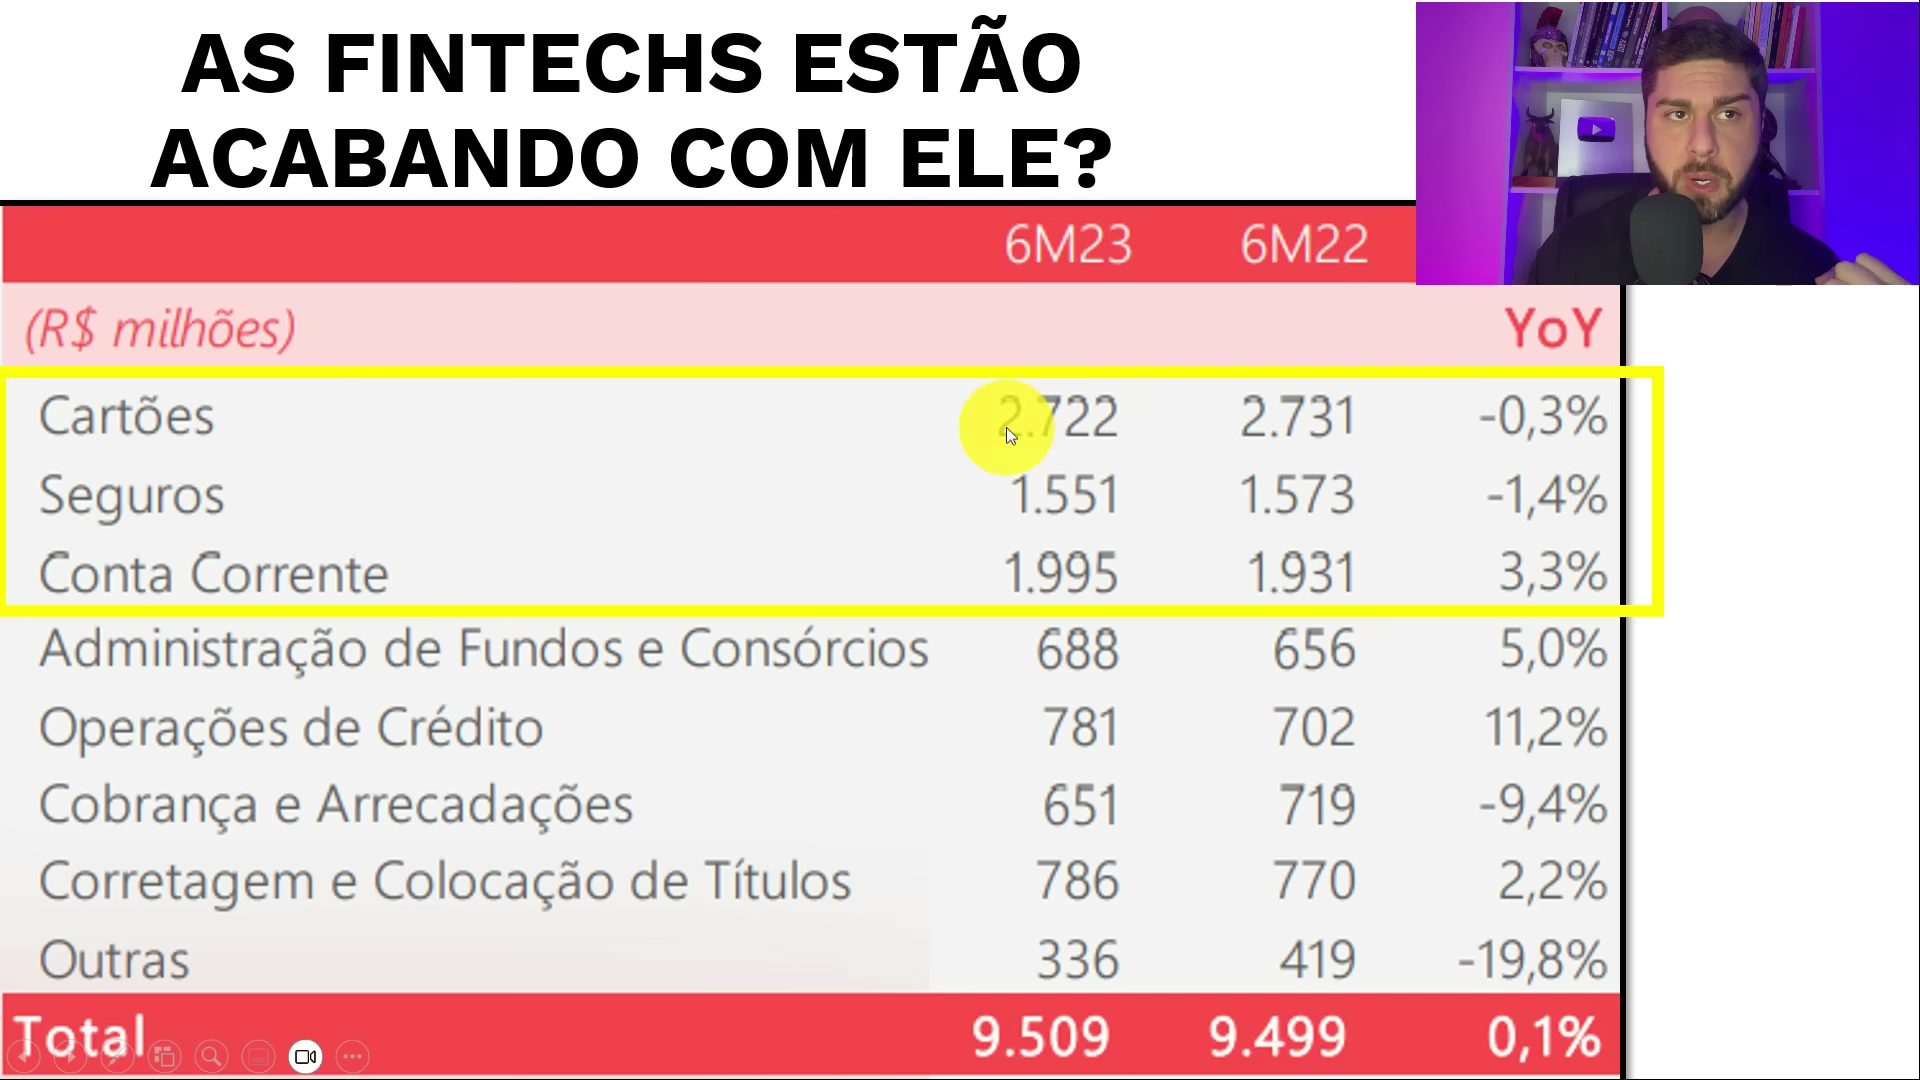 AS FINTECHS ESTÃO
ACABANDO COM ELE?
6M23 6M22
(R$ milhões) YoY
Cartões 2.722 2.731 -0,3%
Seguros 1.551 1.573 -1,4%
Conta Corrente 1.995 1.931 3,3%
Administração de Fundos e Consórcios 688 656 5,0%
Operações de Crédito 781 702 11,2%
Cobrança e Arrecadações 651 719 -9,4%
Corretagem e Colocação de Títulos 786 770 2,2%
Outras 336 419 -19,8%
Total 9.509 9.499 0,1%